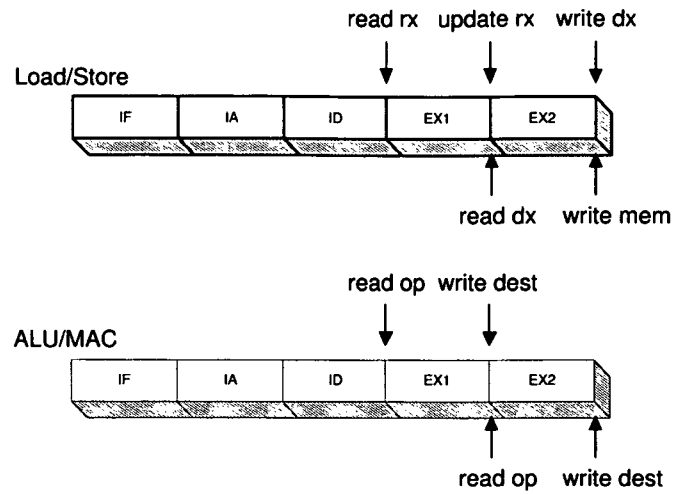 read rx update rx write dx
Load/Store
IF IA ID EX1 EX2
read dx write mem
read op write dest
ALU/MAC
IF IA ID EX1 EX2
read op write dest